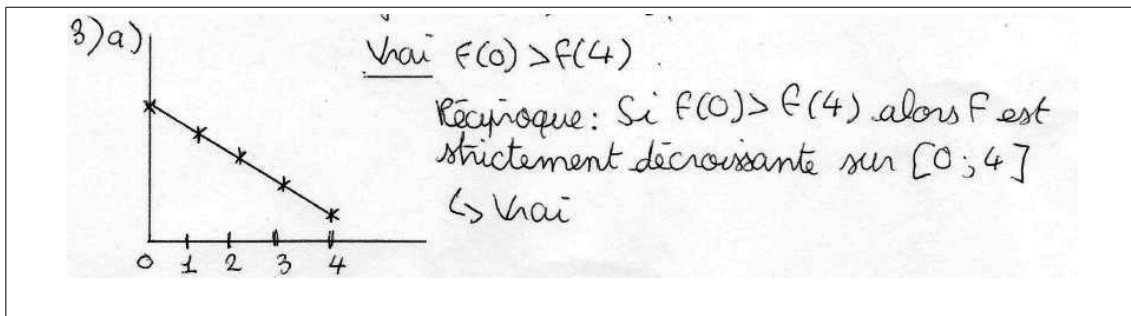 3)a)
Vrai f(0) > f(4).
Réciproque: Si f(0) > f(4) alors f est
strictement décroissante sur [0; 4]
↳ Vrai
0 1 2 3 4